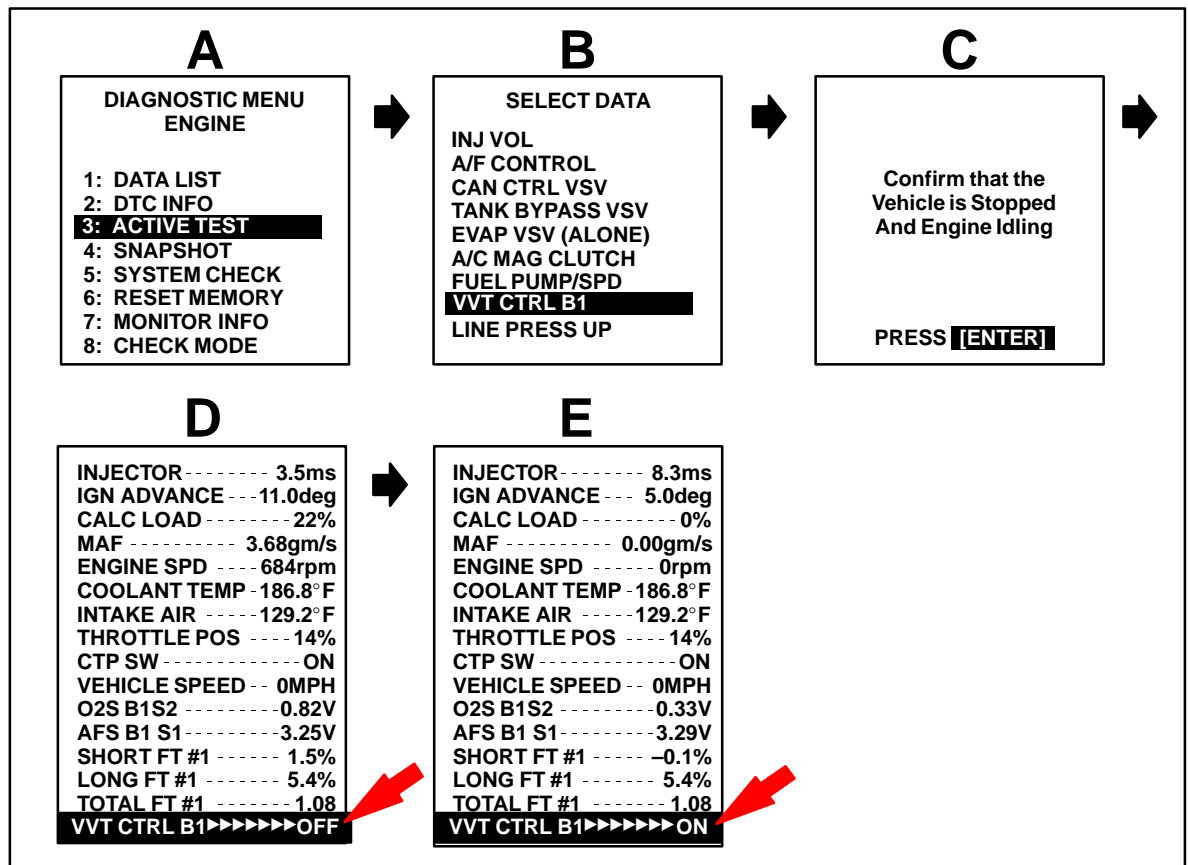 A
DIAGNOSTIC MENU
ENGINE
1: DATA LIST
2: DTC INFO
3: ACTIVE TEST
4: SNAPSHOT
5: SYSTEM CHECK
6: RESET MEMORY
7: MONITOR INFO
8: CHECK MODE
B
SELECT DATA
INJ VOL
A/F CONTROL
CAN CTRL VSV
TANK BYPASS VSV
EVAP VSV (ALONE)
A/C MAG CLUTCH
FUEL PUMP/SPD
VVT CTRL B1
LINE PRESS UP
C
Confirm that the
Vehicle is Stopped
And Engine Idling
PRESS [ENTER]
D
INJECTOR - - - - - - - - 3.5ms
IGN ADVANCE - - - 11.0deg
CALC LOAD - - - - - - - - 22%
MAF - - - - - - - - - - 3.68gm/s
ENGINE SPD - - - - 684rpm
COOLANT TEMP - 186.8°F
INTAKE AIR - - - - - 129.2°F
THROTTLE POS - - - - 14%
CTP SW - - - - - - - - - - - - ON
VEHICLE SPEED - - 0MPH
O2S B1S2 - - - - - - - - - 0.82V
AFS B1 S1 - - - - - - - - 3.25V
SHORT FT #1 - - - - - - 1.5%
LONG FT #1 - - - - - - - 5.4%
TOTAL FT #1 - - - - - - - 1.08
VVT CTRL B1▶▶▶▶▶▶▶OFF
E
INJECTOR - - - - - - - - 8.3ms
IGN ADVANCE - - - 5.0deg
CALC LOAD - - - - - - - - - 0%
MAF - - - - - - - - - - 0.00gm/s
ENGINE SPD - - - - - - 0rpm
COOLANT TEMP - 186.8°F
INTAKE AIR - - - - - 129.2°F
THROTTLE POS - - - - 14%
CTP SW - - - - - - - - - - - - ON
VEHICLE SPEED - - 0MPH
O2S B1S2 - - - - - - - - - 0.33V
AFS B1 S1 - - - - - - - - 3.29V
SHORT FT #1 - - - - - –0.1%
LONG FT #1 - - - - - - - 5.4%
TOTAL FT #1 - - - - - - - 1.08
VVT CTRL B1▶▶▶▶▶▶▶ON